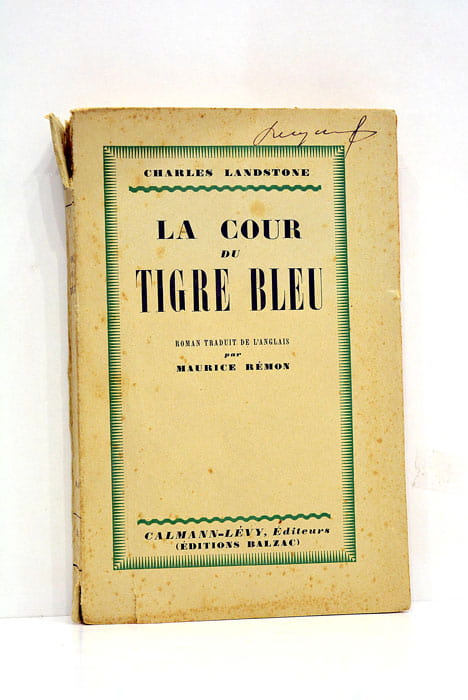 CHARLES LANDSTONE
LA COUR
DU
TIGRE BLEU
ROMAN TRADUIT DE L'ANGLAIS
par
MAURICE RÉMON
CALMANN-LÉVY, Éditeurs
(ÉDITIONS BALZAC)